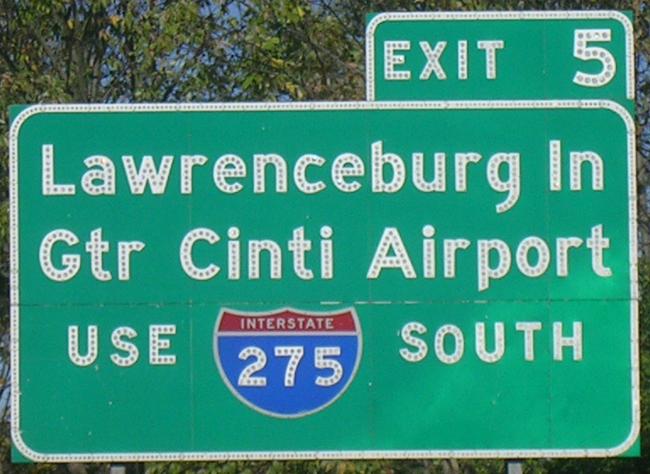 EXIT 5
Lawrenceburg In
Gtr Cinti Airport
USE INTERSTATE 275 SOUTH